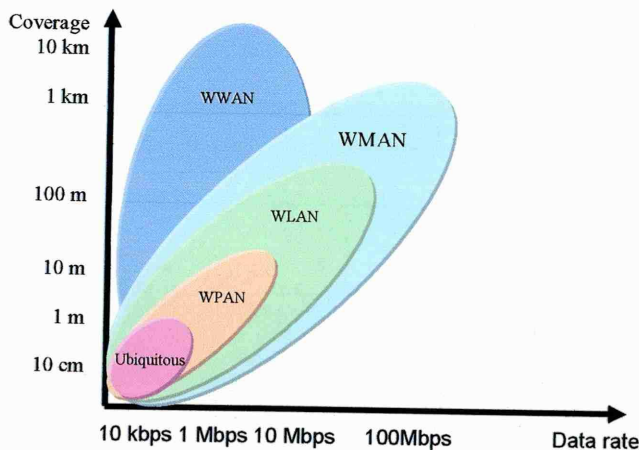 Coverage
10 km
1 km
100 m
10 m
1 m
10 cm
WWAN
WMAN
WLAN
WPAN
Ubiquitous
10 kbps 1 Mbps 10 Mbps 100Mbps Data rate